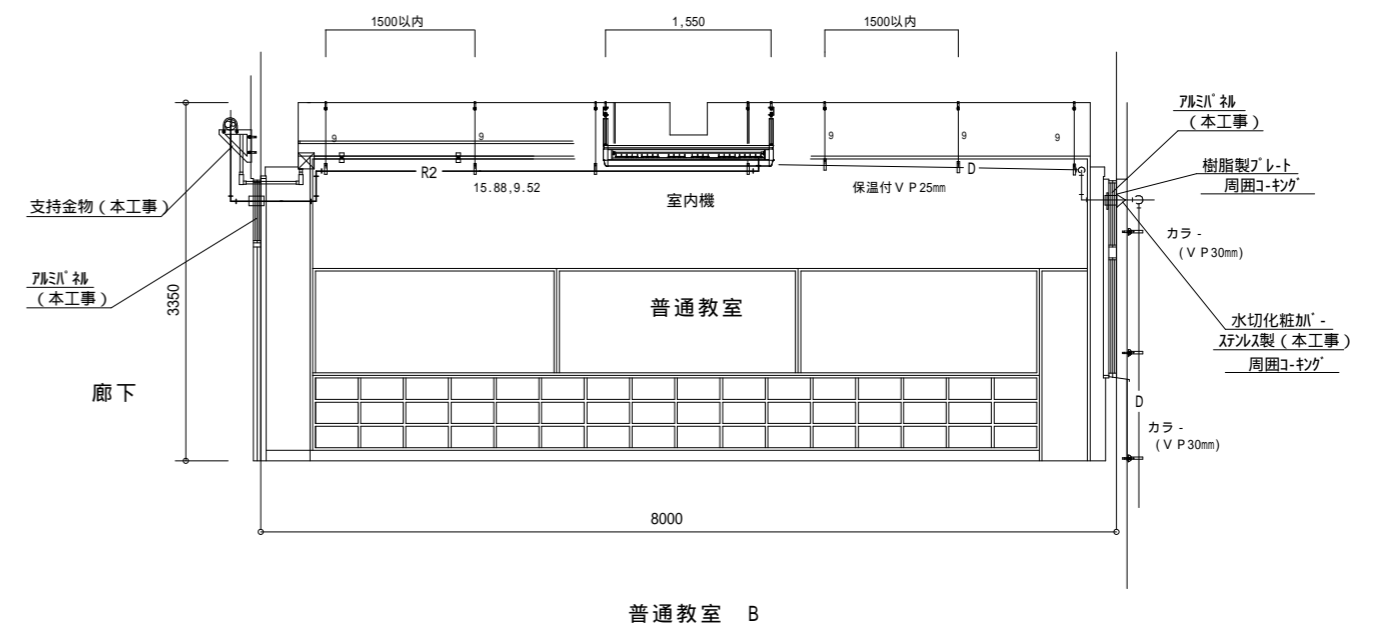 1500以内
1,550
1500以内
アルミパネル
(本工事)
樹脂製プレート
周囲コーキング
9
9
9
9
9
R2
D
15.88,9.52
室内機
保温付VP25mm
支持金物(本工事)
カラ-
(VP30mm)
アルミパネル
(本工事)
3350
普通教室
水切化粧カバ-
ステンレス製(本工事)
周囲コーキング
廊下
D
カラ-
(VP30mm)
8000
普通教室 B